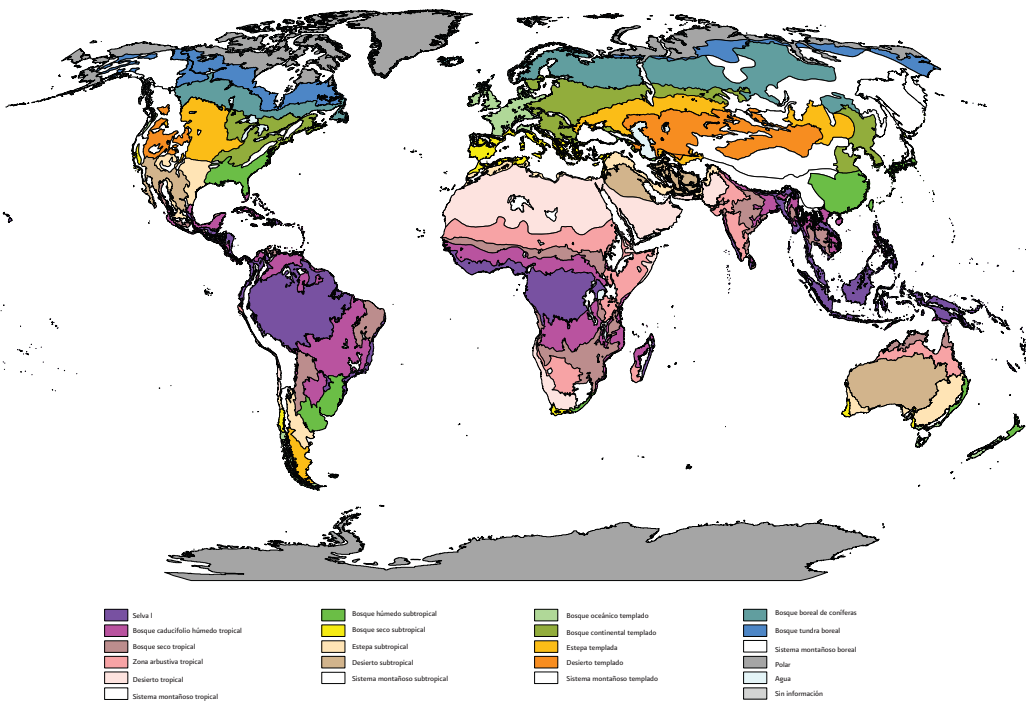 Selva l
Bosque caducifolio húmedo tropical
Bosque seco tropical
Zona arbustiva tropical
Desierto tropical
Sistema montañoso tropical
Bosque húmedo subtropical
Bosque seco subtropical
Estepa subtropical
Desierto subtropical
Sistema montañoso subtropical
Bosque oceánico templado
Bosque continental templado
Estepa templada
Desierto templado
Sistema montañoso templado
Bosque boreal de coníferas
Bosque tundra boreal
Sistema montañoso boreal
Polar
Agua
Sin información